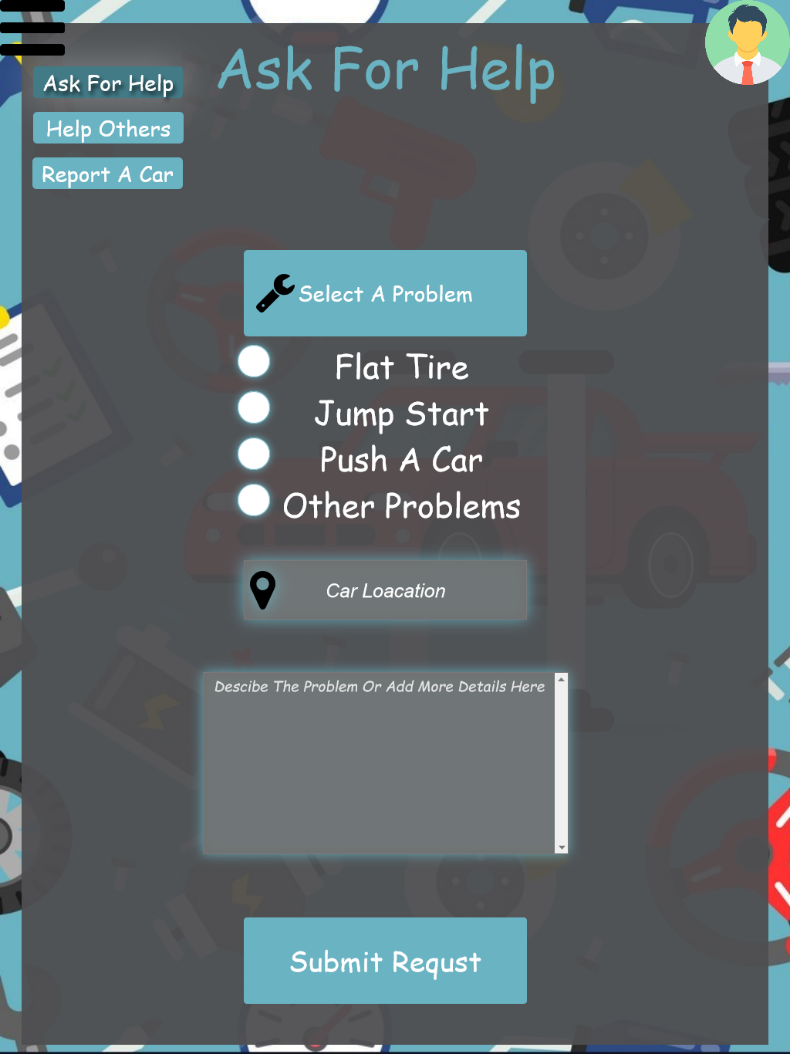 Ask For Help
Ask For Help
Help Others
Report A Car
Select A Problem
Flat Tire
Jump Start
Push A Car
Other Problems
Car Loacation
Descibe The Problem Or Add More Details Here
Submit Requst